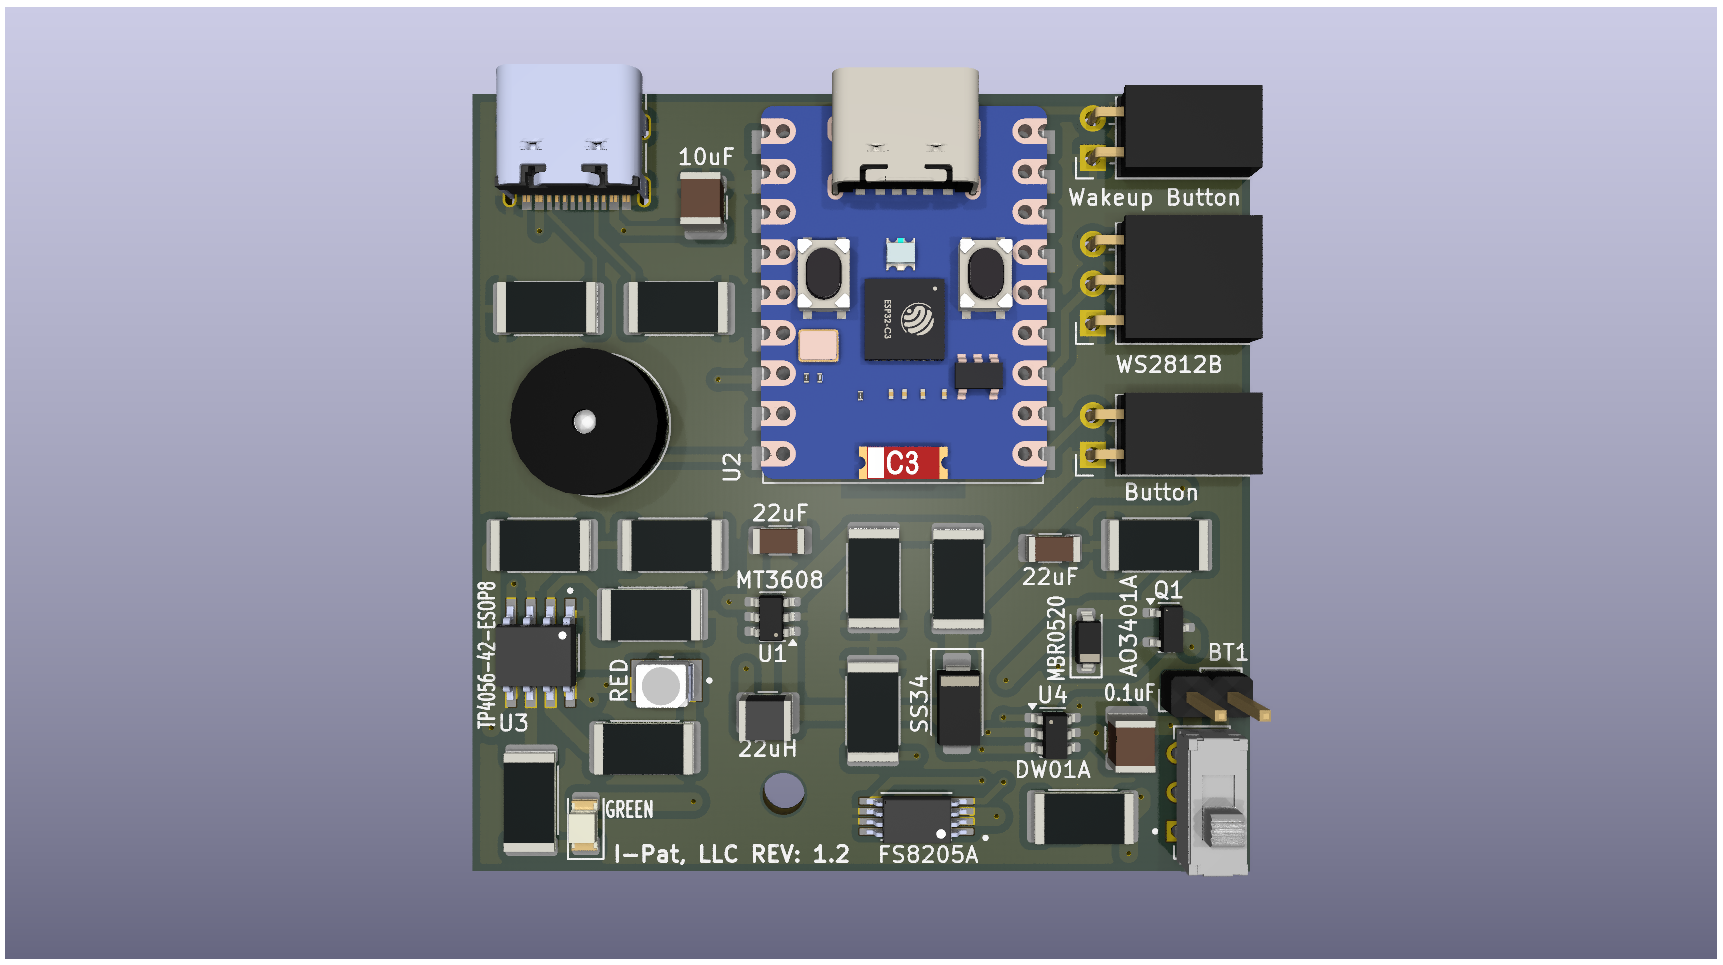 10uF
Wakeup Button
ESP32-C3
WS2812B
C3
U2
Button
22uF
22uF
MT3608
U1
TP4056-42-ESOP8
U3
RED
22uH
SS34
MBR0520
AO3401A
Q1
BT1
U4
0.1uF
DW01A
GREEN
I-Pat, LLC REV: 1.2
FS8205A